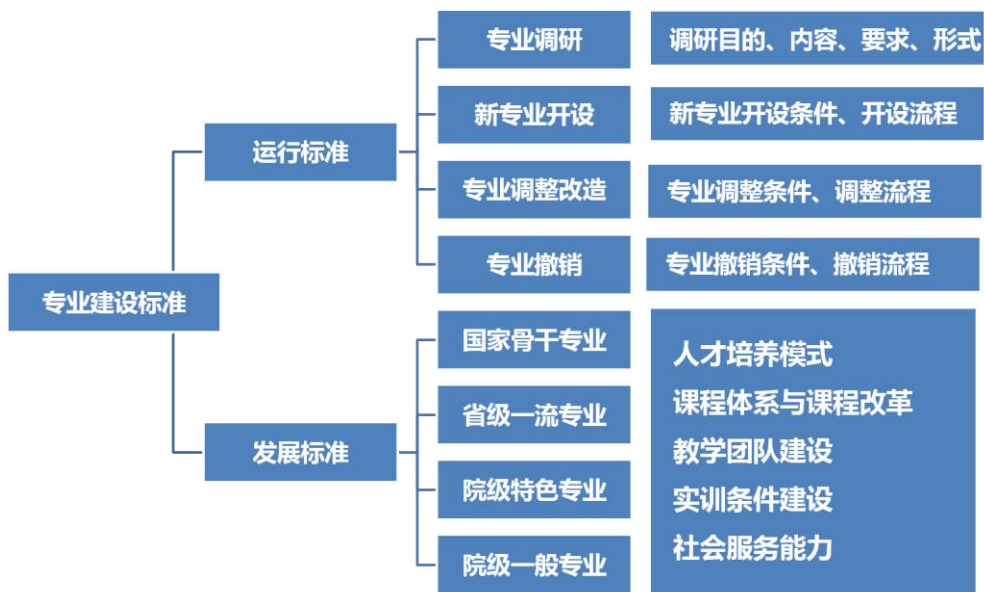 专业建设标准
运行标准
专业调研
调研目的、内容、要求、形式
新专业开设
新专业开设条件、开设流程
专业调整改造
专业调整条件、调整流程
专业撤销
专业撤销条件、撤销流程
发展标准
国家骨干专业
省级一流专业
院级特色专业
院级一般专业
人才培养模式
课程体系与课程改革
教学团队建设
实训条件建设
社会服务能力